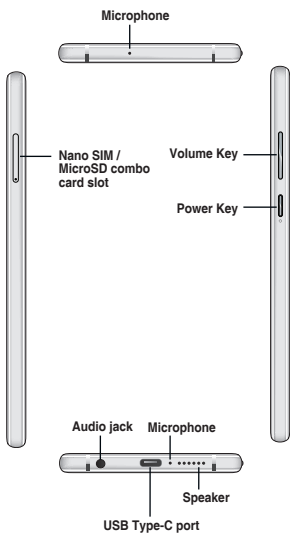 Microphone
Nano SIM /
MicroSD combo
card slot
Volume Key
Power Key
Audio jack
Microphone
Speaker
USB Type-C port